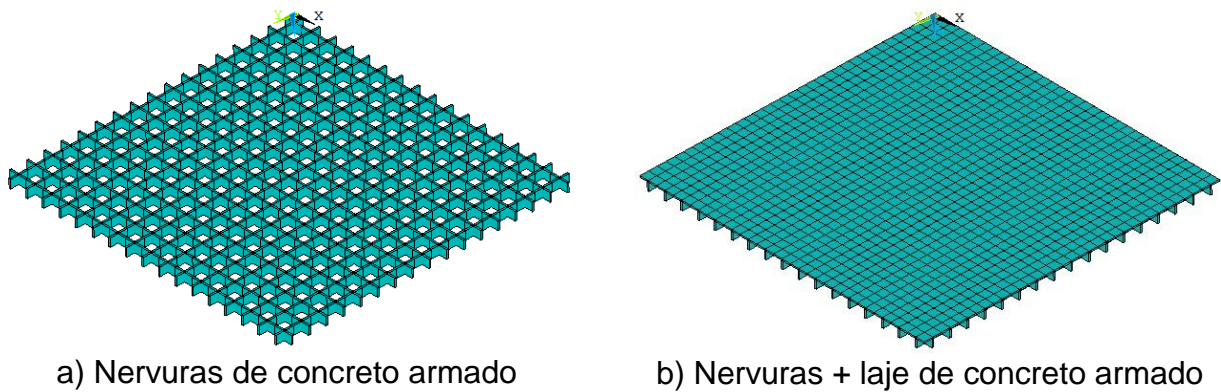 Y X
X
a) Nervuras de concreto armado
b) Nervuras + laje de concreto armado